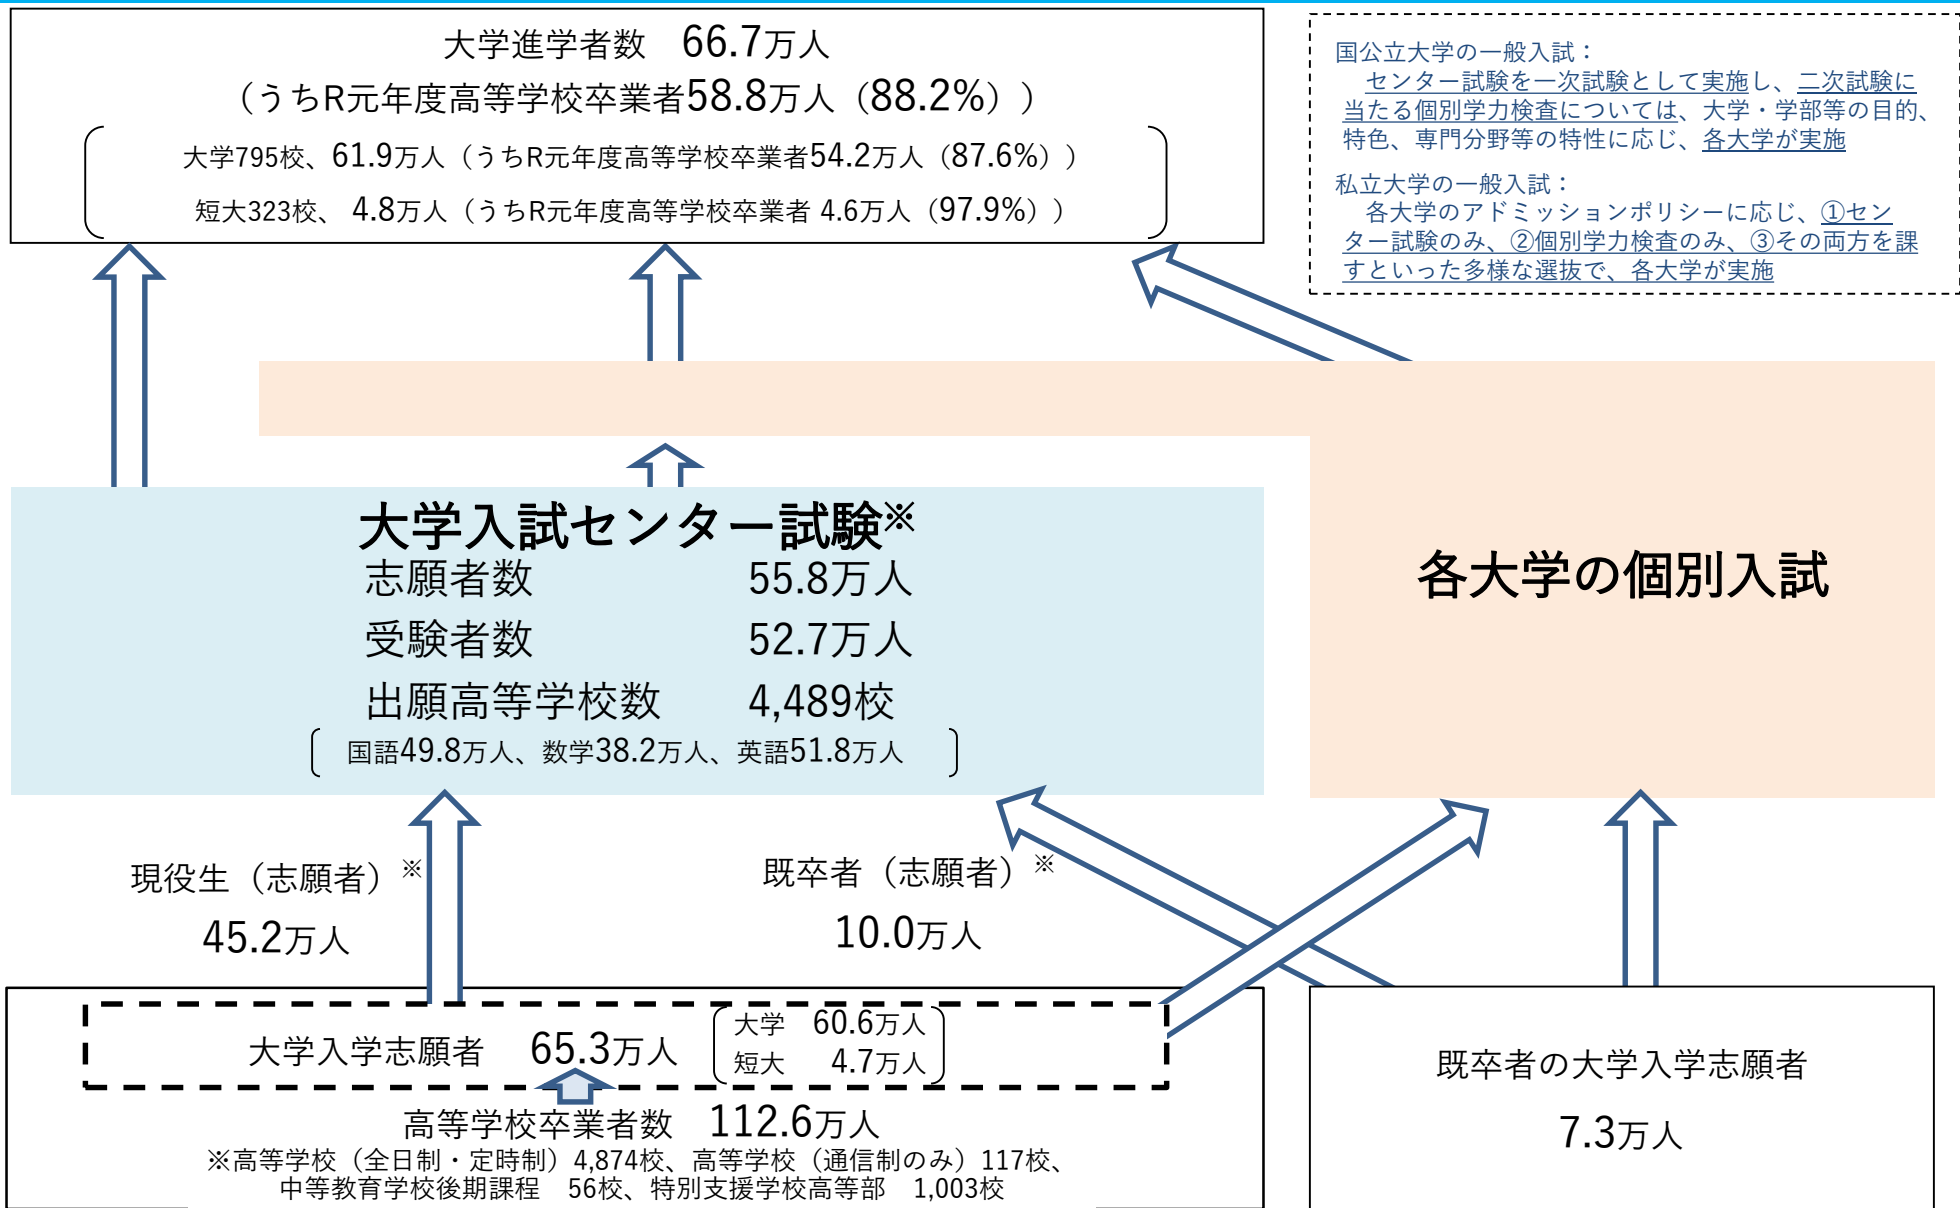 大学進学者数　66.7万人
（うちR元年度高等学校卒業者58.8万人（88.2%））
大学795校、61.9万人（うちR元年度高等学校卒業者54.2万人（87.6%））
短大323校、 4.8万人（うちR元年度高等学校卒業者 4.6万人（97.9%））
国公立大学の一般入試：
センター試験を一次試験として実施し、二次試験に
当たる個別学力検査については、大学・学部等の目的、
特色、専門分野等の特性に応じ、各大学が実施
私立大学の一般入試：
各大学のアドミッションポリシーに応じ、①セン
ター試験のみ、②個別学力検査のみ、③その両方を課
すといった多様な選抜で、各大学が実施
大学入試センター試験※
志願者数　55.8万人
受験者数　52.7万人
出願高等学校数　4,489校
国語49.8万人、数学38.2万人、英語51.8万人
各大学の個別入試
現役生（志願者）※
45.2万人
既卒者（志願者）※
10.0万人
大学入学志願者　65.3万人
大学　60.6万人
短大　4.7万人
高等学校卒業者数　112.6万人
※高等学校（全日制・定時制）4,874校、高等学校（通信制のみ）117校、
中等教育学校後期課程　56校、特別支援学校高等部　1,003校
既卒者の大学入学志願者
7.3万人